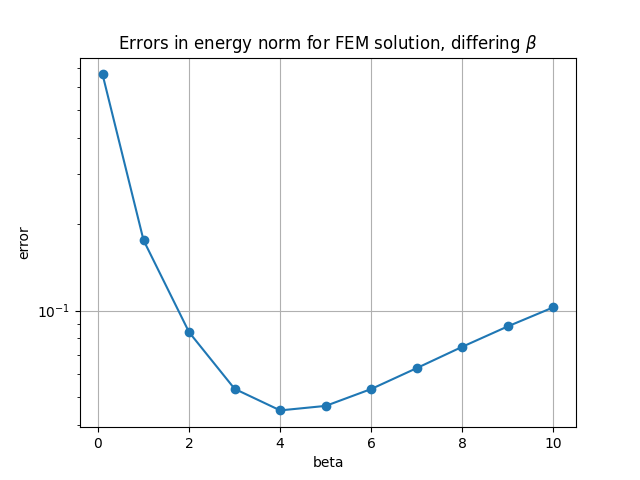 Errors in energy norm for FEM solution, differing β
error
10⁻¹
0 2 4 6 8 10
beta